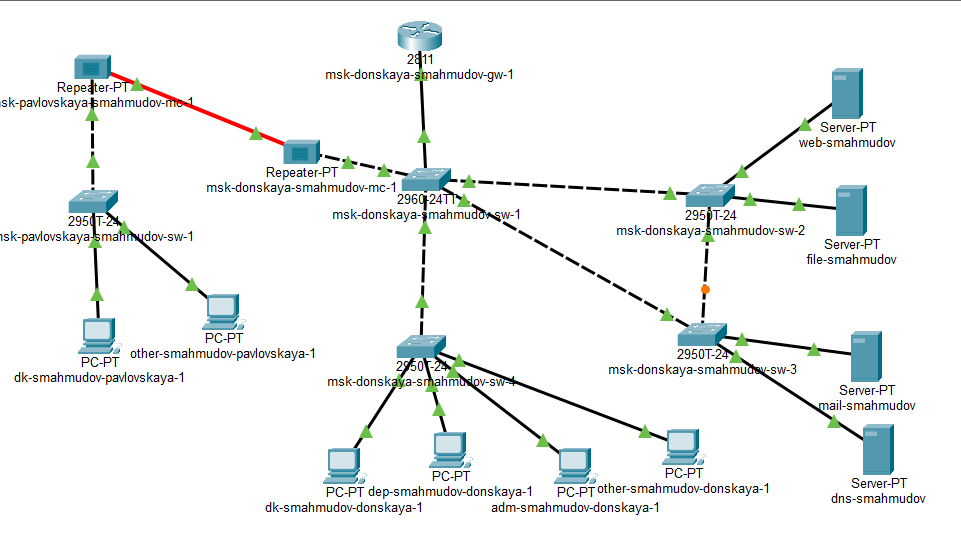 2811
msk-donskaya-smahmudov-gw-1
Repeater-PT
msk-pavlovskaya-smahmudov-mc-1
Repeater-PT
msk-donskaya-smahmudov-mc-1
2960-24TT
msk-donskaya-smahmudov-sw-1
Server-PT
web-smahmudov
2950T-24
msk-pavlovskaya-smahmudov-sw-1
2950T-24
msk-donskaya-smahmudov-sw-2
Server-PT
file-smahmudov
PC-PT
other-smahmudov-pavlovskaya-1
PC-PT
dk-smahmudov-pavlovskaya-1
2950T-24
msk-donskaya-smahmudov-sw-4
2950T-24
msk-donskaya-smahmudov-sw-3
Server-PT
mail-smahmudov
PC-PT
dep-smahmudov-donskaya-1
PC-PT
other-smahmudov-donskaya-1
PC-PT
dk-smahmudov-donskaya-1
PC-PT
adm-smahmudov-donskaya-1
Server-PT
dns-smahmudov